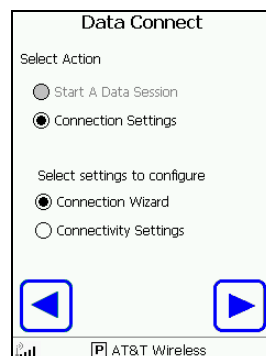 Data Connect
Select Action
Start A Data Session
Connection Settings
Select settings to configure
Connection Wizard
Connectivity Settings
P AT&T Wireless